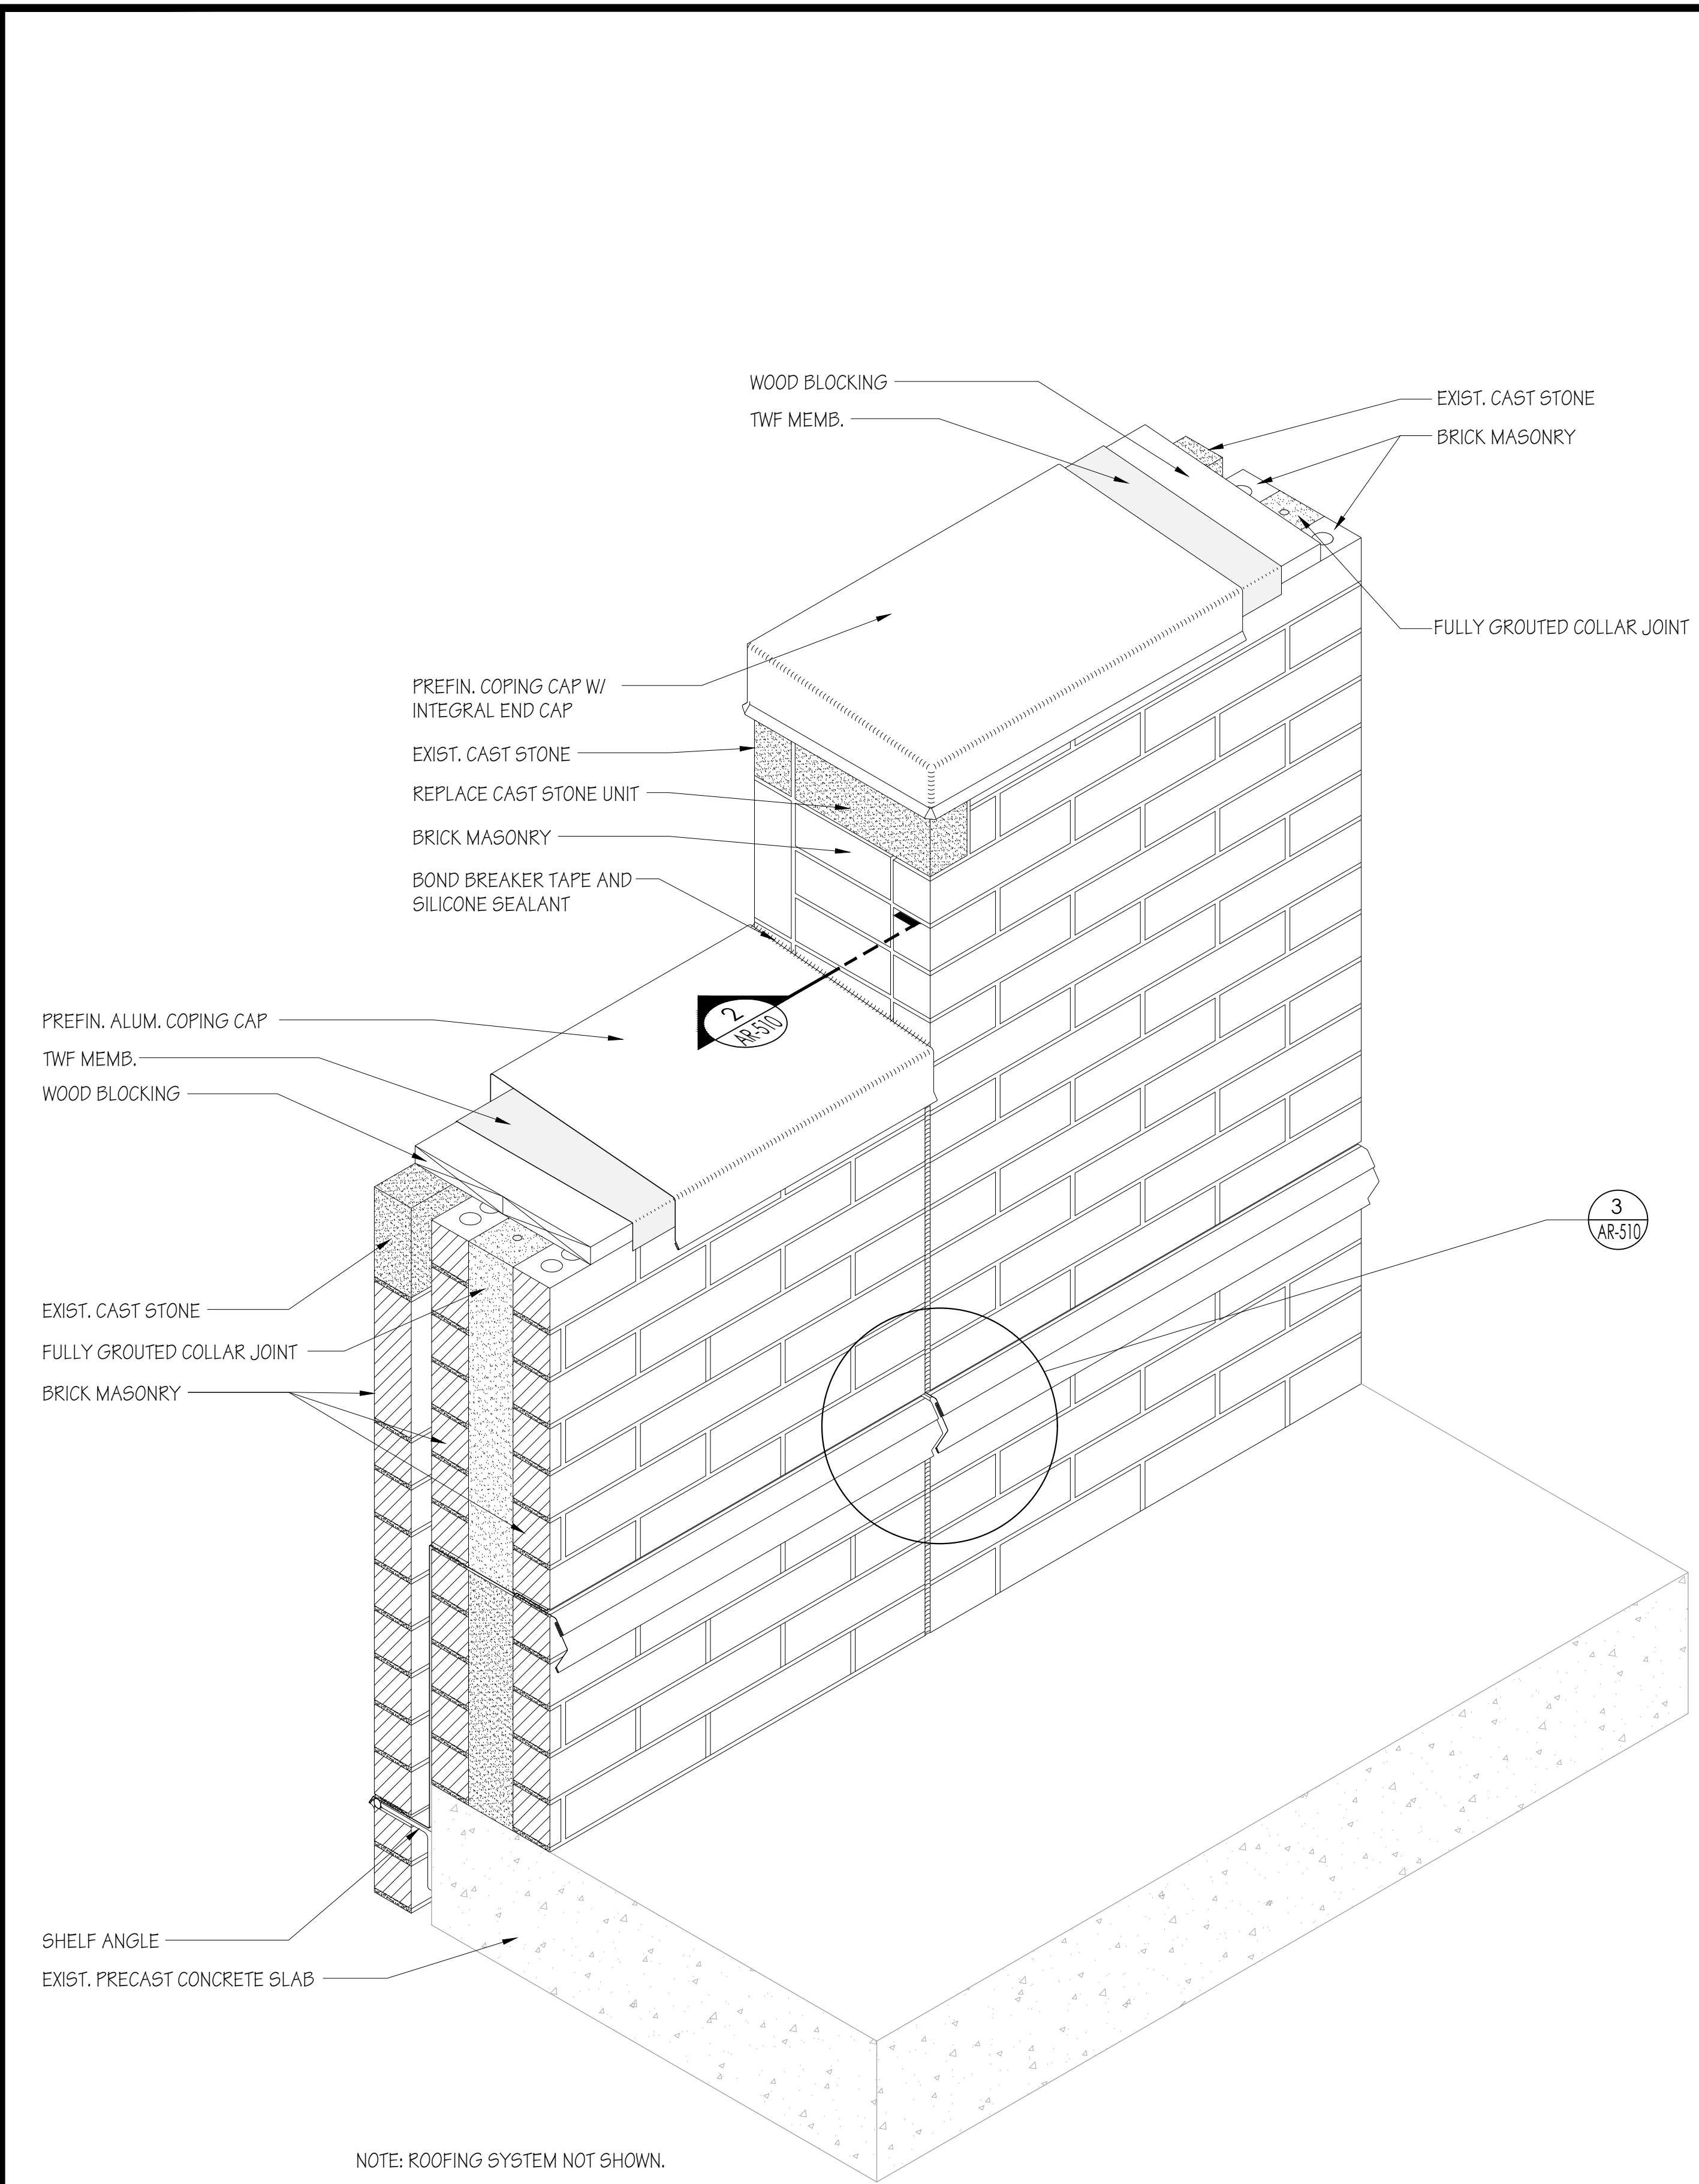 WOOD BLOCKING
TWF MEMB.
EXIST. CAST STONE
BRICK MASONRY
FULLY GROUTED COLLAR JOINT
PREFIN. COPING CAP W/
INTEGRAL END CAP
EXIST. CAST STONE
REPLACE CAST STONE UNIT
BRICK MASONRY
BOND BREAKER TAPE AND
SILICONE SEALANT
2
AR-510
PREFIN. ALUM. COPING CAP
TWF MEMB.
WOOD BLOCKING
3
AR-510
EXIST. CAST STONE
FULLY GROUTED COLLAR JOINT
BRICK MASONRY
SHELF ANGLE
EXIST. PRECAST CONCRETE SLAB
NOTE: ROOFING SYSTEM NOT SHOWN.